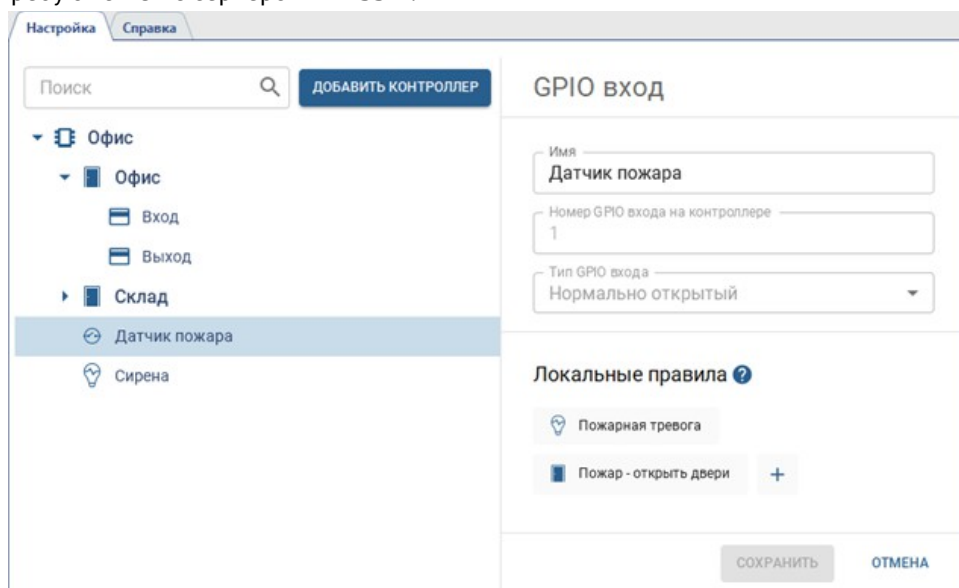 Настройка Справка
Поиск ДОБАВИТЬ КОНТРОЛЛЕР
Офис
Офис
Вход
Выход
Склад
Датчик пожара
Сирена
GPIO вход
Имя
Датчик пожара
Номер GPIO входа на контроллере
1
Тип GPIO входа
Нормально открытый
Локальные правила ?
Пожарная тревога
Пожар - открыть двери +
СОХРАНИТЬ ОТМЕНА